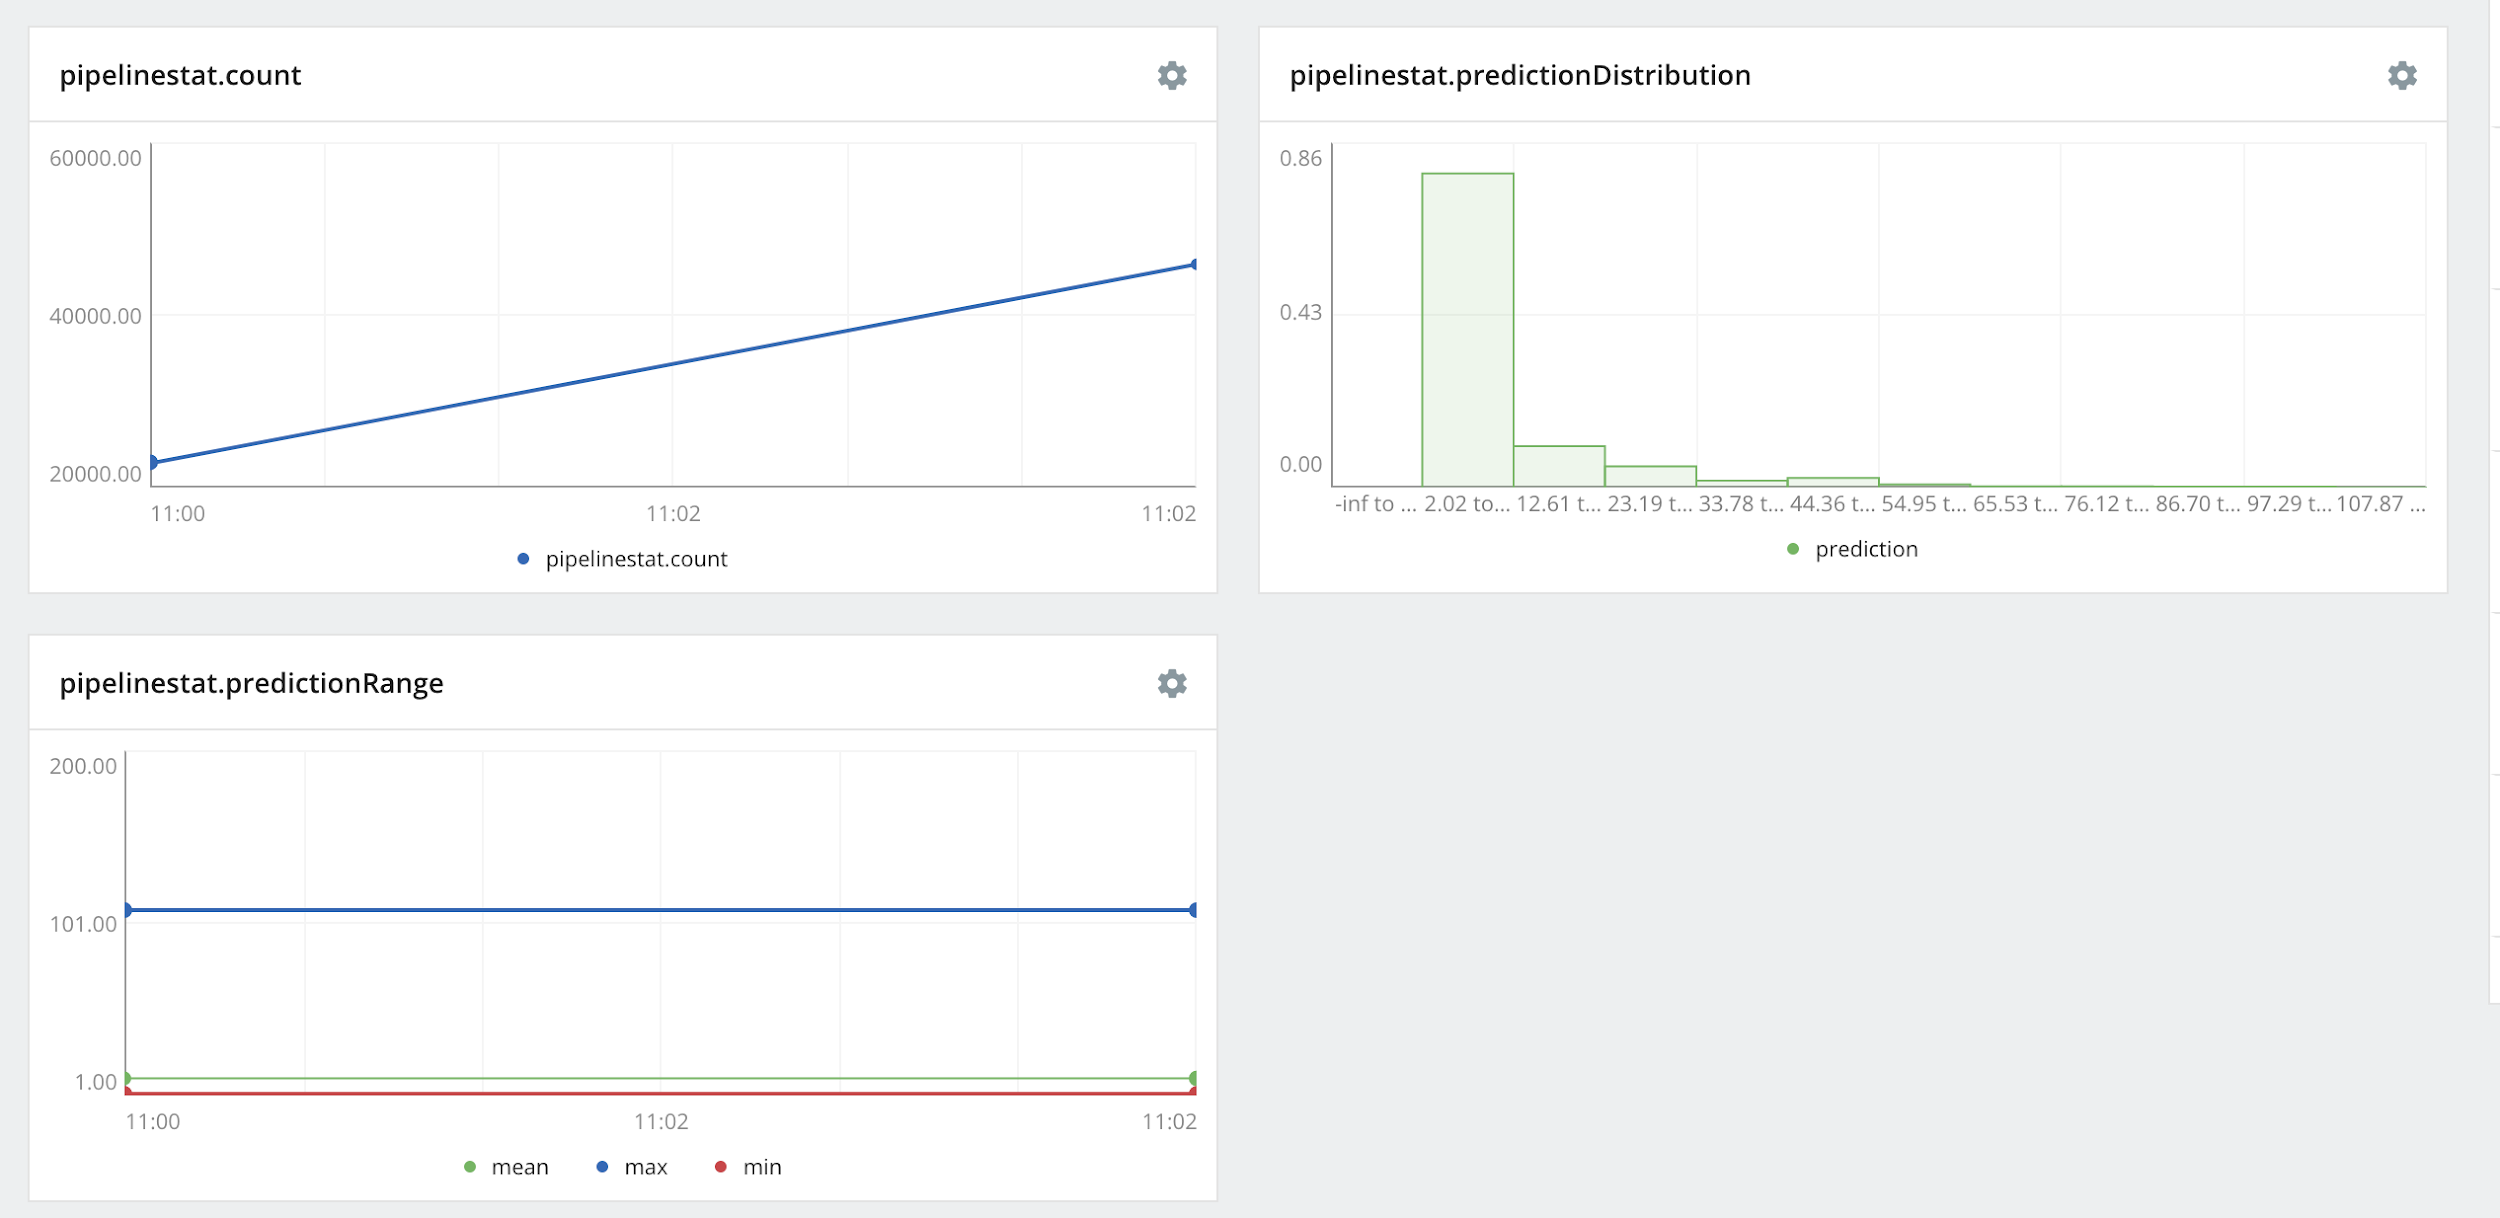 pipelinestat.count
60000.00
40000.00
20000.00
11:00 11:02 11:02
pipelinestat.count
pipelinestat.predictionDistribution
0.86
0.43
0.00
-inf to ... 2.02 to... 12.61 t... 23.19 t... 33.78 t... 44.36 t... 54.95 t... 65.53 t... 76.12 t... 86.70 t... 97.29 t... 107.87 ...
prediction
pipelinestat.predictionRange
200.00
101.00
1.00
11:00 11:02 11:02
mean max min